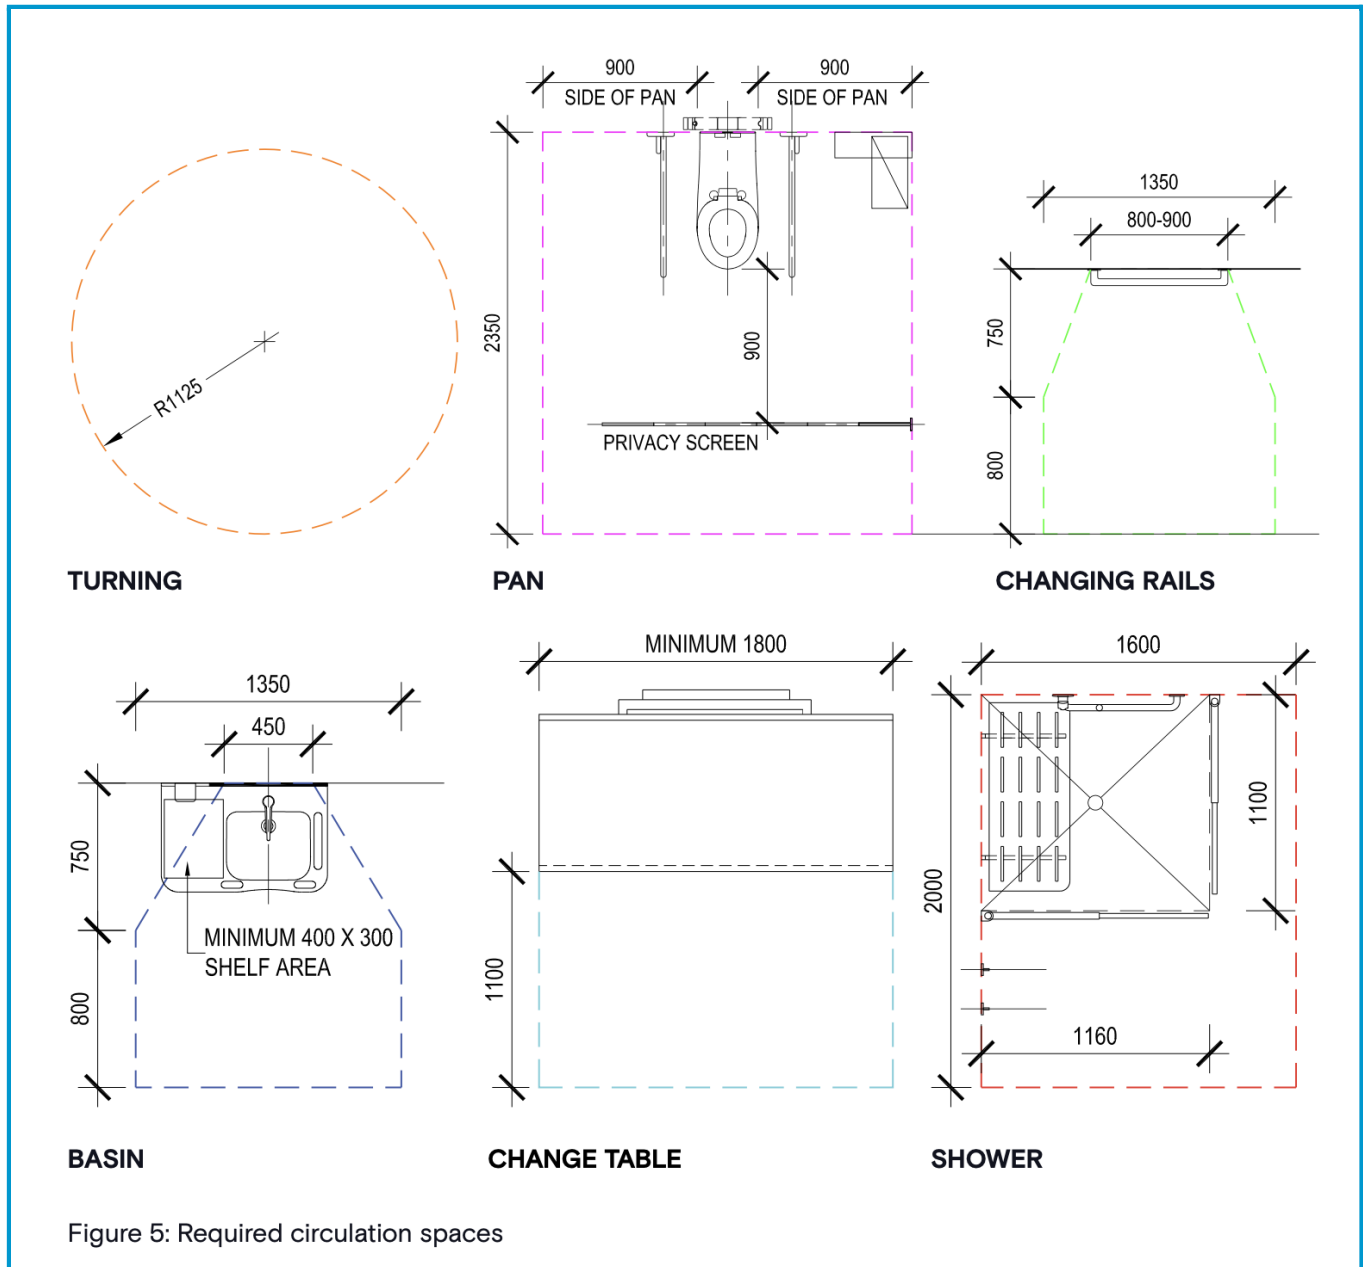 900
900
SIDE OF PAN
SIDE OF PAN
2350
900
PRIVACY SCREEN
R1125
1350
800-900
750
800
TURNING
PAN
CHANGING RAILS
1350
450
750
800
MINIMUM 400 X 300
SHELF AREA
MINIMUM 1800
1100
1600
2000
1100
1160
BASIN
CHANGE TABLE
SHOWER
Figure 5: Required circulation spaces